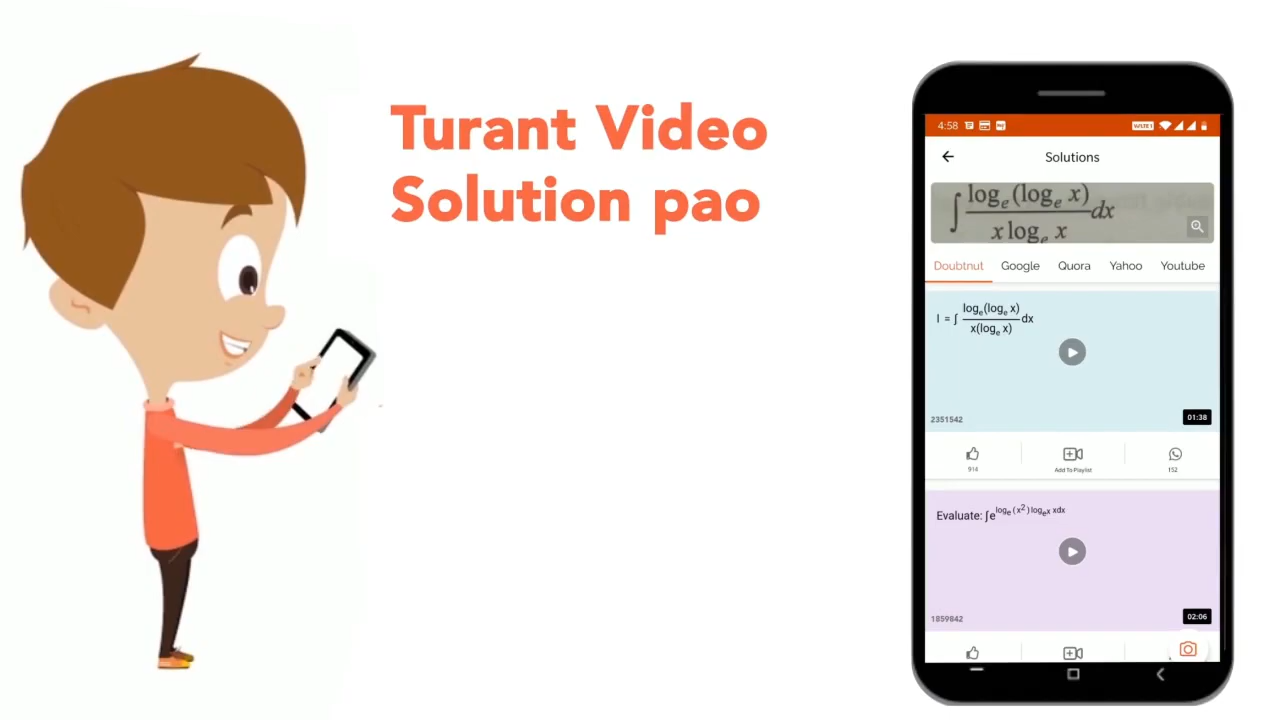 Turant Video
Solution pao
4:58
VoLTE1
Solutions
∫ logₑ(logₑ x) / x logₑ x dx
Doubtnut Google Quora Yahoo Youtube
I = ∫ logₑ(logₑ x) / x(logₑ x) dx
2351542 01:38
914 Add To Playlist 152
Evaluate: ∫e^logₑ(x²)logₑx xdx
1859842 02:06